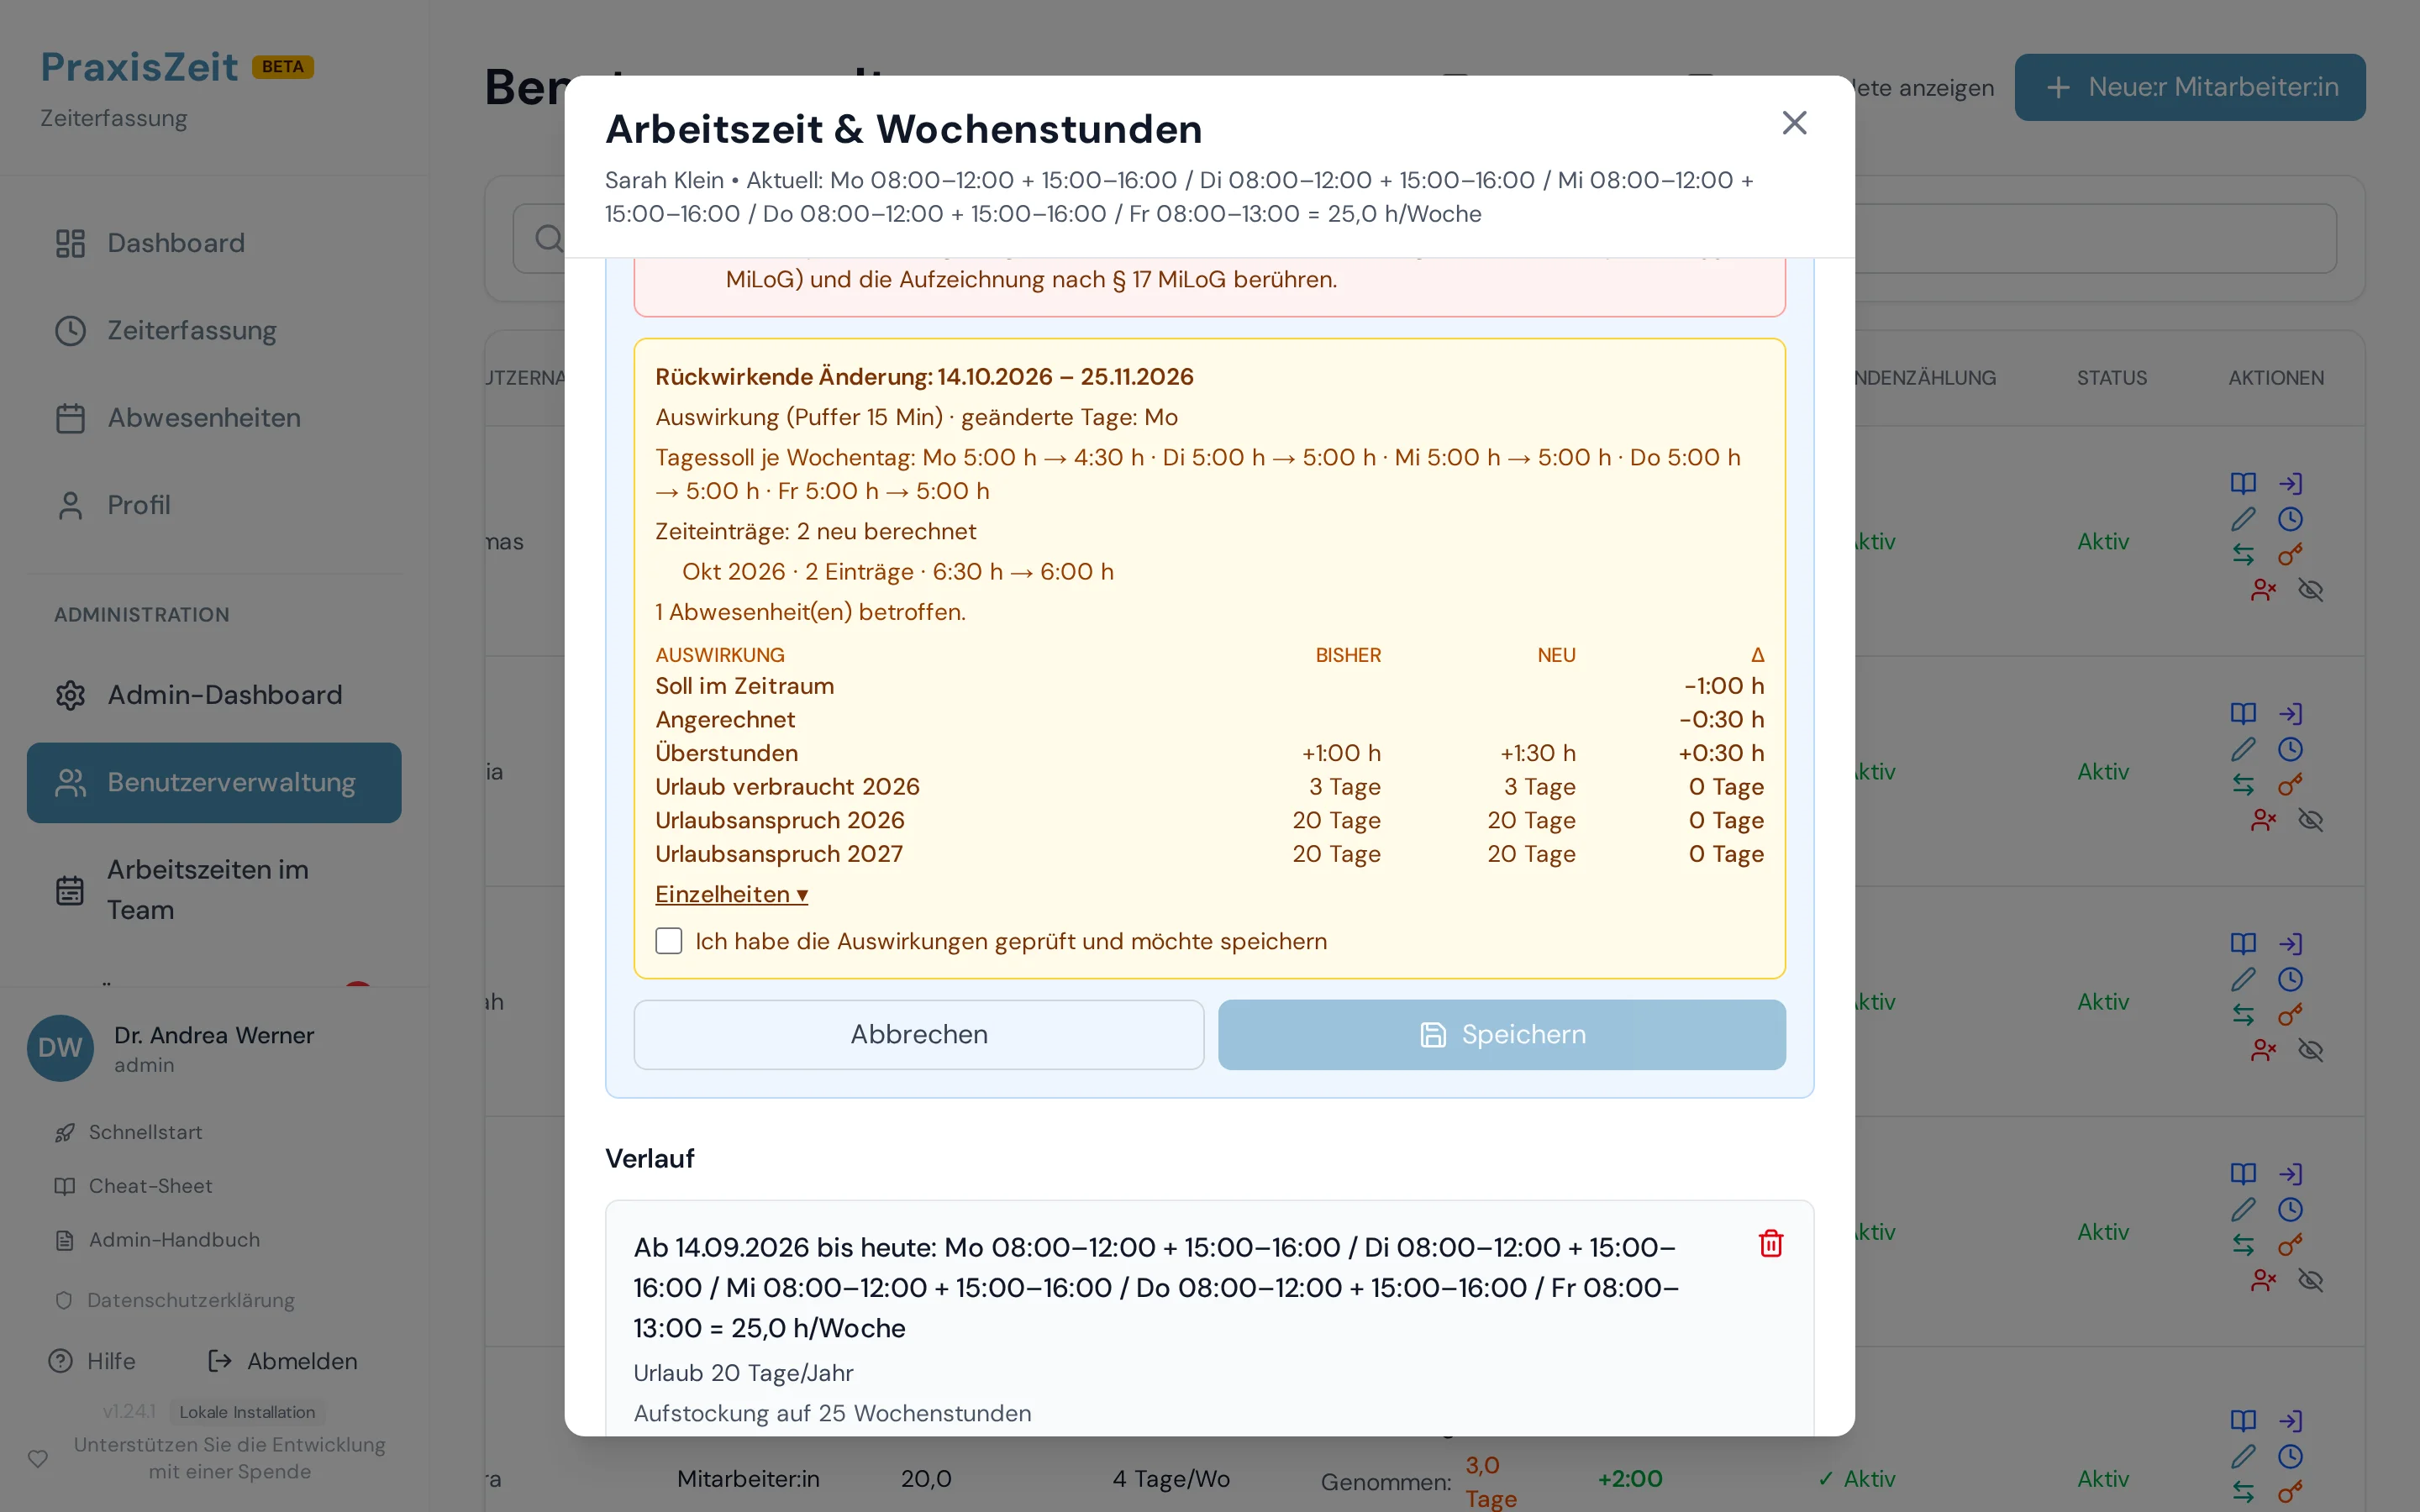 PraxisZeit BETA
Zeiterfassung
Dashboard
Zeiterfassung
Abwesenheiten
Profil
ADMINISTRATION
Admin-Dashboard
Benutzerverwaltung
Arbeitszeiten im
Team
DW
Dr. Andrea Werner
admin
Schnellstart
Cheat-Sheet
Admin-Handbuch
Datenschutzerklärung
Hilfe
Abmelden
v1.24.1 Lokale Installation
Unterstützen Sie die Entwicklung
mit einer Spende
anzeigen
Neue:r Mitarbeiter:in
STATUS
AKTIONEN
Arbeitszeit & Wochenstunden
Sarah Klein • Aktuell: Mo 08:00–12:00 + 15:00–16:00 / Di 08:00–12:00 + 15:00–16:00 / Mi 08:00–12:00 +
15:00–16:00 / Do 08:00–12:00 + 15:00–16:00 / Fr 08:00–13:00 = 25,0 h/Woche
MiLoG) und die Aufzeichnung nach § 17 MiLoG berühren.
Rückwirkende Änderung: 14.10.2026 – 25.11.2026
Auswirkung (Puffer 15 Min) · geänderte Tage: Mo
Tagessoll je Wochentag: Mo 5:00 h → 4:30 h · Di 5:00 h → 5:00 h · Mi 5:00 h → 5:00 h · Do 5:00 h
→ 5:00 h · Fr 5:00 h → 5:00 h
Zeiteinträge: 2 neu berechnet
Okt 2026 · 2 Einträge · 6:30 h → 6:00 h
1 Abwesenheit(en) betroffen.
AUSWIRKUNG BISHER NEU Δ
Soll im Zeitraum -1:00 h
Angerechnet -0:30 h
Überstunden +1:00 h +1:30 h +0:30 h
Urlaub verbraucht 2026 3 Tage 3 Tage 0 Tage
Urlaubsanspruch 2026 20 Tage 20 Tage 0 Tage
Urlaubsanspruch 2027 20 Tage 20 Tage 0 Tage
Einzelheiten ▾
Ich habe die Auswirkungen geprüft und möchte speichern
Abbrechen
Speichern
Verlauf
Ab 14.09.2026 bis heute: Mo 08:00–12:00 + 15:00–16:00 / Di 08:00–12:00 + 15:00–
16:00 / Mi 08:00–12:00 + 15:00–16:00 / Do 08:00–12:00 + 15:00–16:00 / Fr 08:00–
13:00 = 25,0 h/Woche
Urlaub 20 Tage/Jahr
Aufstockung auf 25 Wochenstunden
Aktiv
Aktiv
Aktiv
Aktiv
Mitarbeiter:in 20,0 4 Tage/Wo Genommen: 3,0
Tage
+2:00 ✓ Aktiv Aktiv